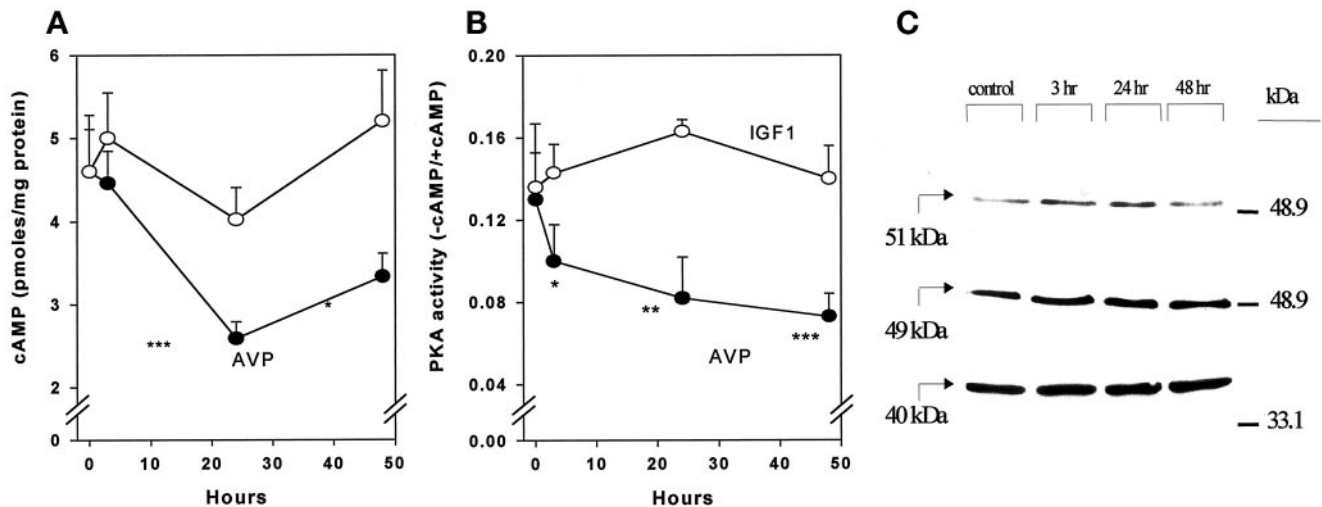 A
cAMP (pmoles/mg protein)
6
5
4
3
2
0
***
*
AVP
0 10 20 30 40 50
Hours
B
PKA activity (-cAMP/+cAMP)
0.20
0.16
0.12
0.08
0.04
0.00
IGF1
*
**
***
AVP
0 10 20 30 40 50
Hours
C
control 3 hr 24 hr 48 hr kDa
51 kDa
48.9
49 kDa
48.9
40 kDa
33.1